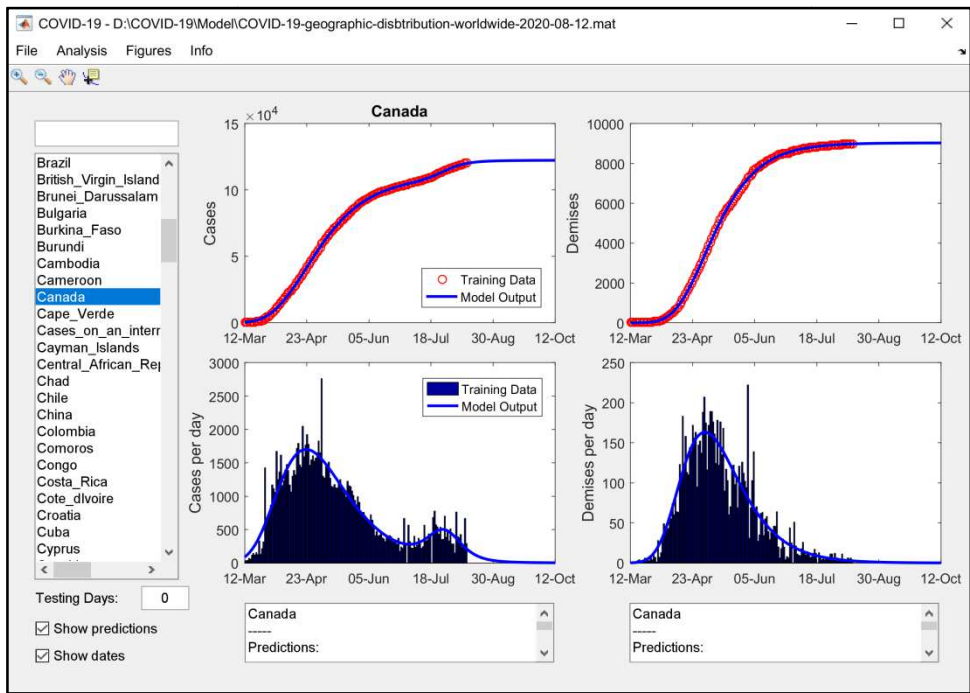 COVID-19 - D:\COVID-19\Model\COVID-19-geographic-disbtribution-worldwide-2020-08-12.mat
File Analysis Figures Info
Brazil
British_Virgin_Island
Brunei_Darussalam
Bulgaria
Burkina_Faso
Burundi
Cambodia
Cameroon
Canada
Cape_Verde
Cases_on_an_intern
Cayman_Islands
Central_African_Rep
Chad
Chile
China
Colombia
Comoros
Congo
Costa_Rica
Cote_dIvoire
Croatia
Cuba
Cyprus
Testing Days: 0
Show predictions
Show dates
Canada
× 10^4
15
10
5
0
Cases
Training Data
Model Output
12-Mar 23-Apr 05-Jun 18-Jul 30-Aug 12-Oct
10000
8000
6000
4000
2000
0
Demises
12-Mar 23-Apr 05-Jun 18-Jul 30-Aug 12-Oct
3000
2500
2000
1500
1000
500
0
Cases per day
Training Data
Model Output
12-Mar 23-Apr 05-Jun 18-Jul 30-Aug 12-Oct
250
200
150
100
50
0
Demises per day
12-Mar 23-Apr 05-Jun 18-Jul 30-Aug 12-Oct
Canada
-----
Predictions:
Canada
-----
Predictions: